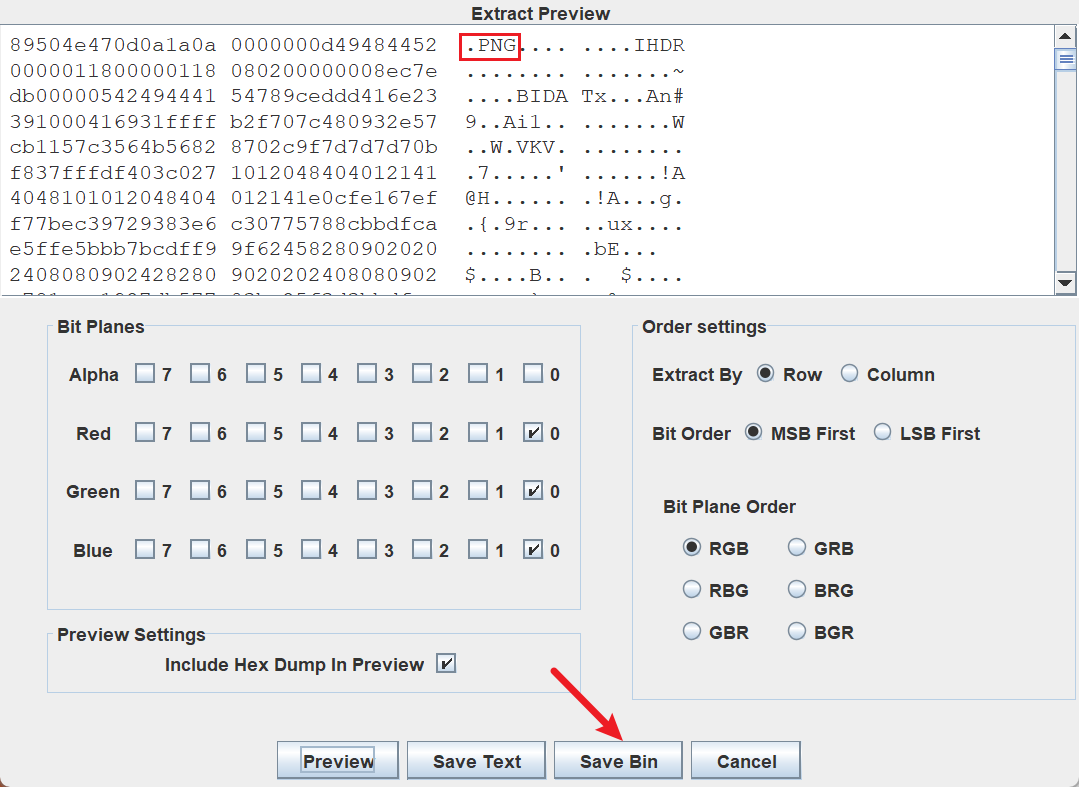 Extract Preview
89504e470d0a1a0a 0000000d49484452 .PNG.... ....IHDR
0000011800000118 080200000008ec7e ........ .......~
db00000542494441 54789ceddd416e23 ....BIDA Tx...An#
391000416931ffff b2f707c480932e57 9..Ai1.. .......W
cb1157c3564b5682 8702c9f7d7d7d70b ..W.VKV. ........
f837fffdf403c027 1012048404012141 .7.....' ......!A
4048101012048404 012141e0cfe167ef @H...... .!A...g.
f77bec39729383e6 c30775788cbbdfca .{.9r... ..ux....
e5ffe5bbb7bcdff9 9f62458280902020 ........ .bE...
2408080902428280 9020202408080902 $....B.. . $....
Bit Planes
Alpha 7 6 5 4 3 2 1 0
Red 7 6 5 4 3 2 1 0
Green 7 6 5 4 3 2 1 0
Blue 7 6 5 4 3 2 1 0
Preview Settings
Include Hex Dump In Preview
Order settings
Extract By Row Column
Bit Order MSB First LSB First
Bit Plane Order
RGB GRB
RBG BRG
GBR BGR
Preview Save Text Save Bin Cancel